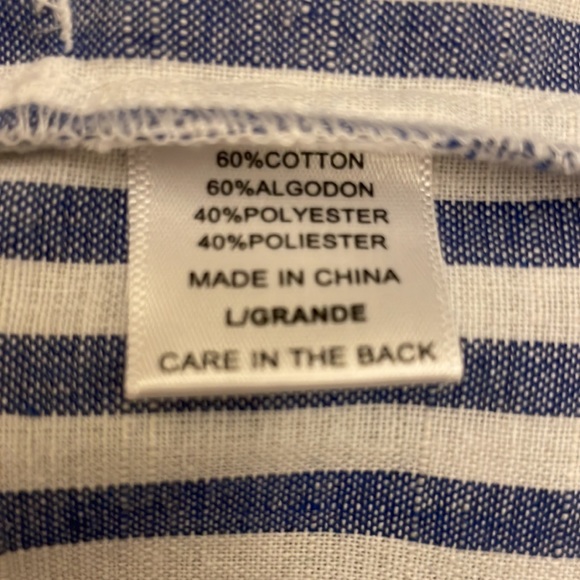 60%COTTON
60%ALGODON
40%POLYESTER
40%POLIESTER
MADE IN CHINA
L/GRANDE
CARE IN THE BACK